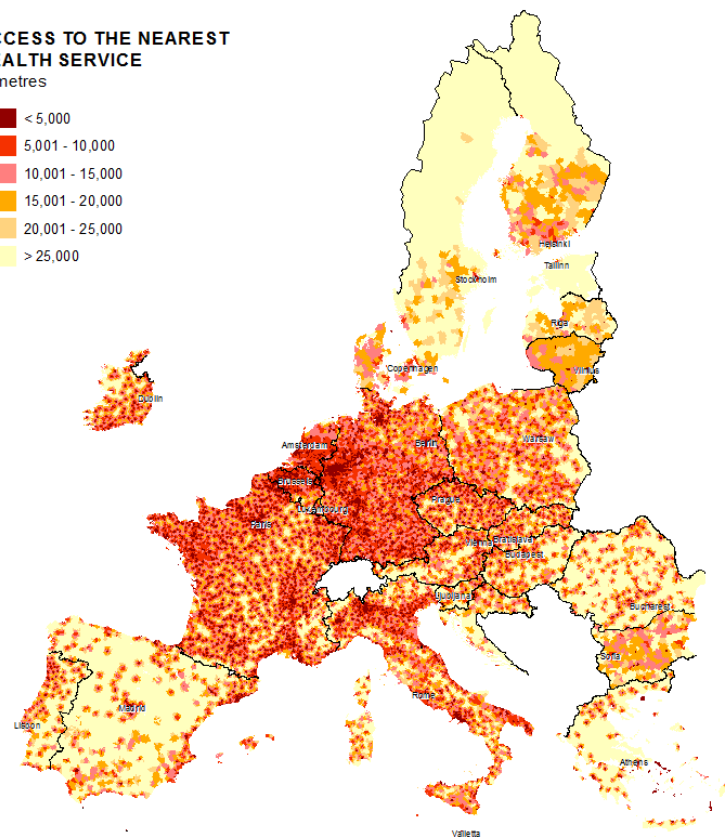 CCESS TO THE NEAREST
EALTH SERVICE
metres
< 5,000
5,001 - 10,000
10,001 - 15,000
15,001 - 20,000
20,001 - 25,000
> 25,000
Helsinki
Tallinn
Stockholm
Riga
Copenhagen
Vilnius
Dublin
Amsterdam
Berlin
Warsaw
Brussels
Luxembourg
Prague
Paris
Vienna
Bratislava
Budapest
Ljubljana
Bucharest
Sofia
Rome
Madrid
Lisbon
Athens
Valletta